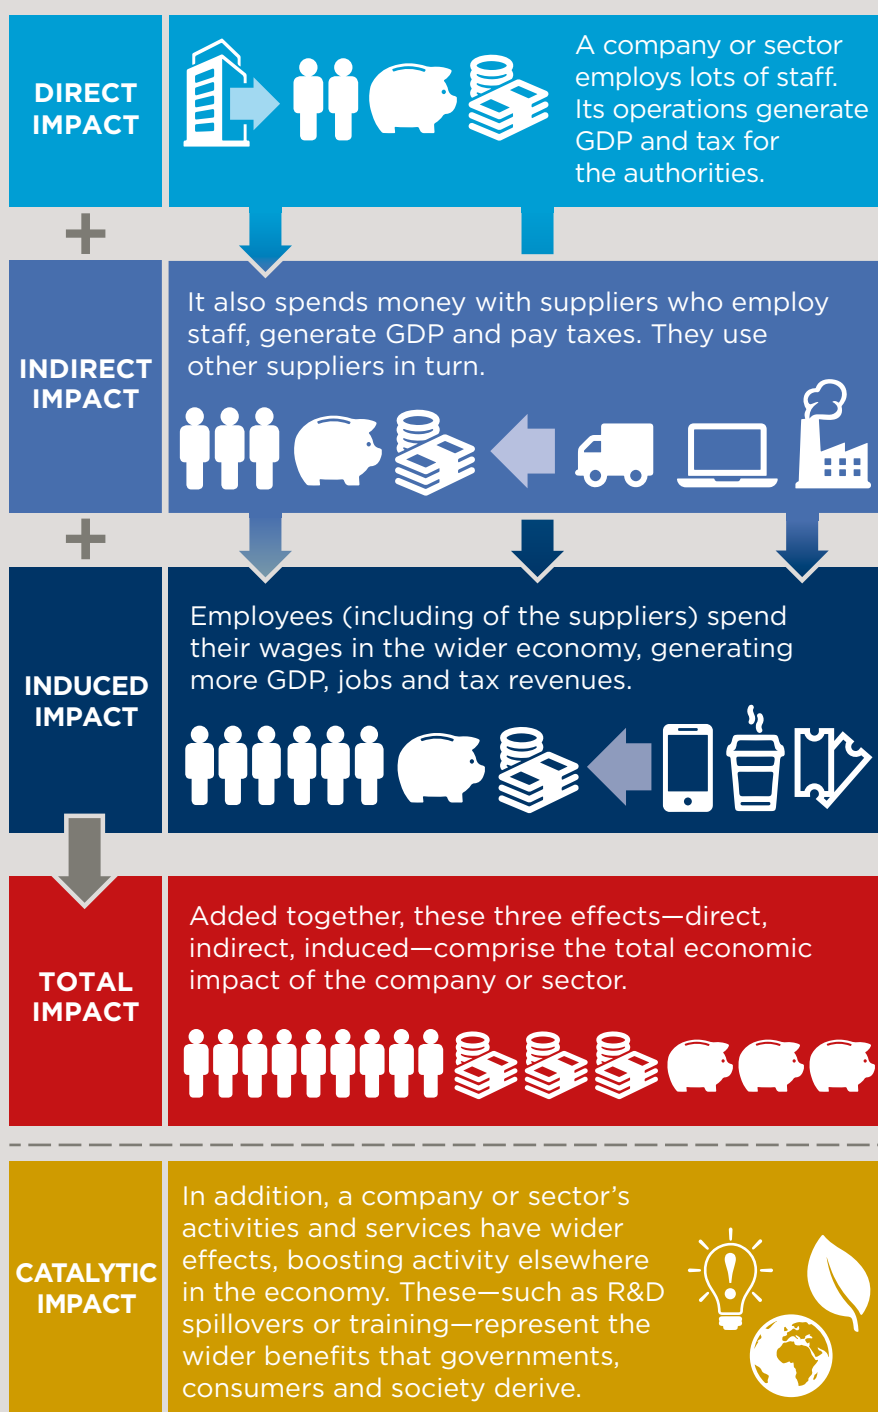 DIRECT
IMPACT
A company or sector
employs lots of staff.
Its operations generate
GDP and tax for
the authorities.
+
INDIRECT
IMPACT
It also spends money with suppliers who employ
staff, generate GDP and pay taxes. They use
other suppliers in turn.
+
INDUCED
IMPACT
Employees (including of the suppliers) spend
their wages in the wider economy, generating
more GDP, jobs and tax revenues.
TOTAL
IMPACT
Added together, these three effects—direct,
indirect, induced—comprise the total economic
impact of the company or sector.
CATALYTIC
IMPACT
In addition, a company or sector’s
activities and services have wider
effects, boosting activity elsewhere
in the economy. These—such as R&D
spillovers or training—represent the
wider benefits that governments,
consumers and society derive.